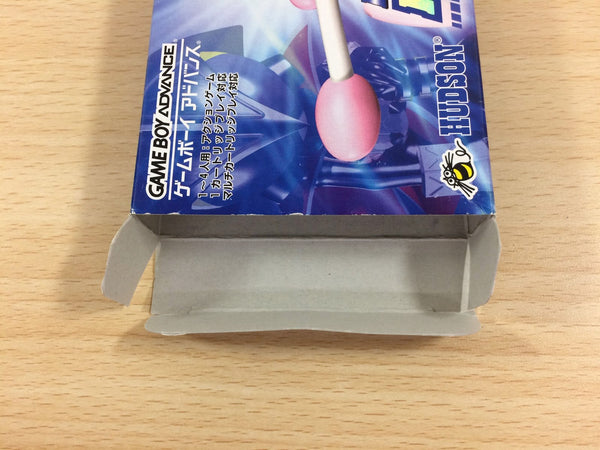 GAME BOY ADVANCE
ゲームボーイアドバンス
1~4人用:アクションゲーム
1カートリッジプレイ対応
マルチカートリッジプレイ対応
HUDSON®